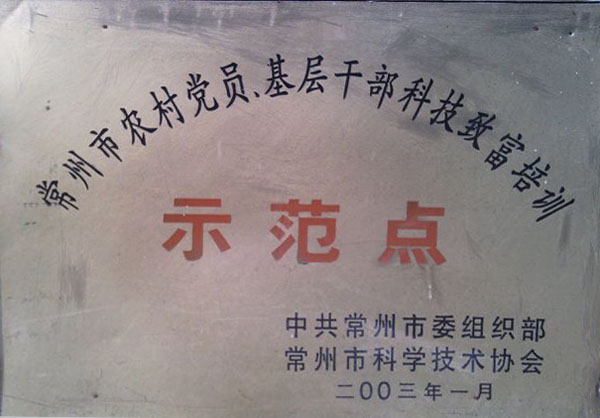 常州市农村党员、基层干部科技致富培训
示范点
中共常州市委组织部
常州市科学技术协会
二00三年一月